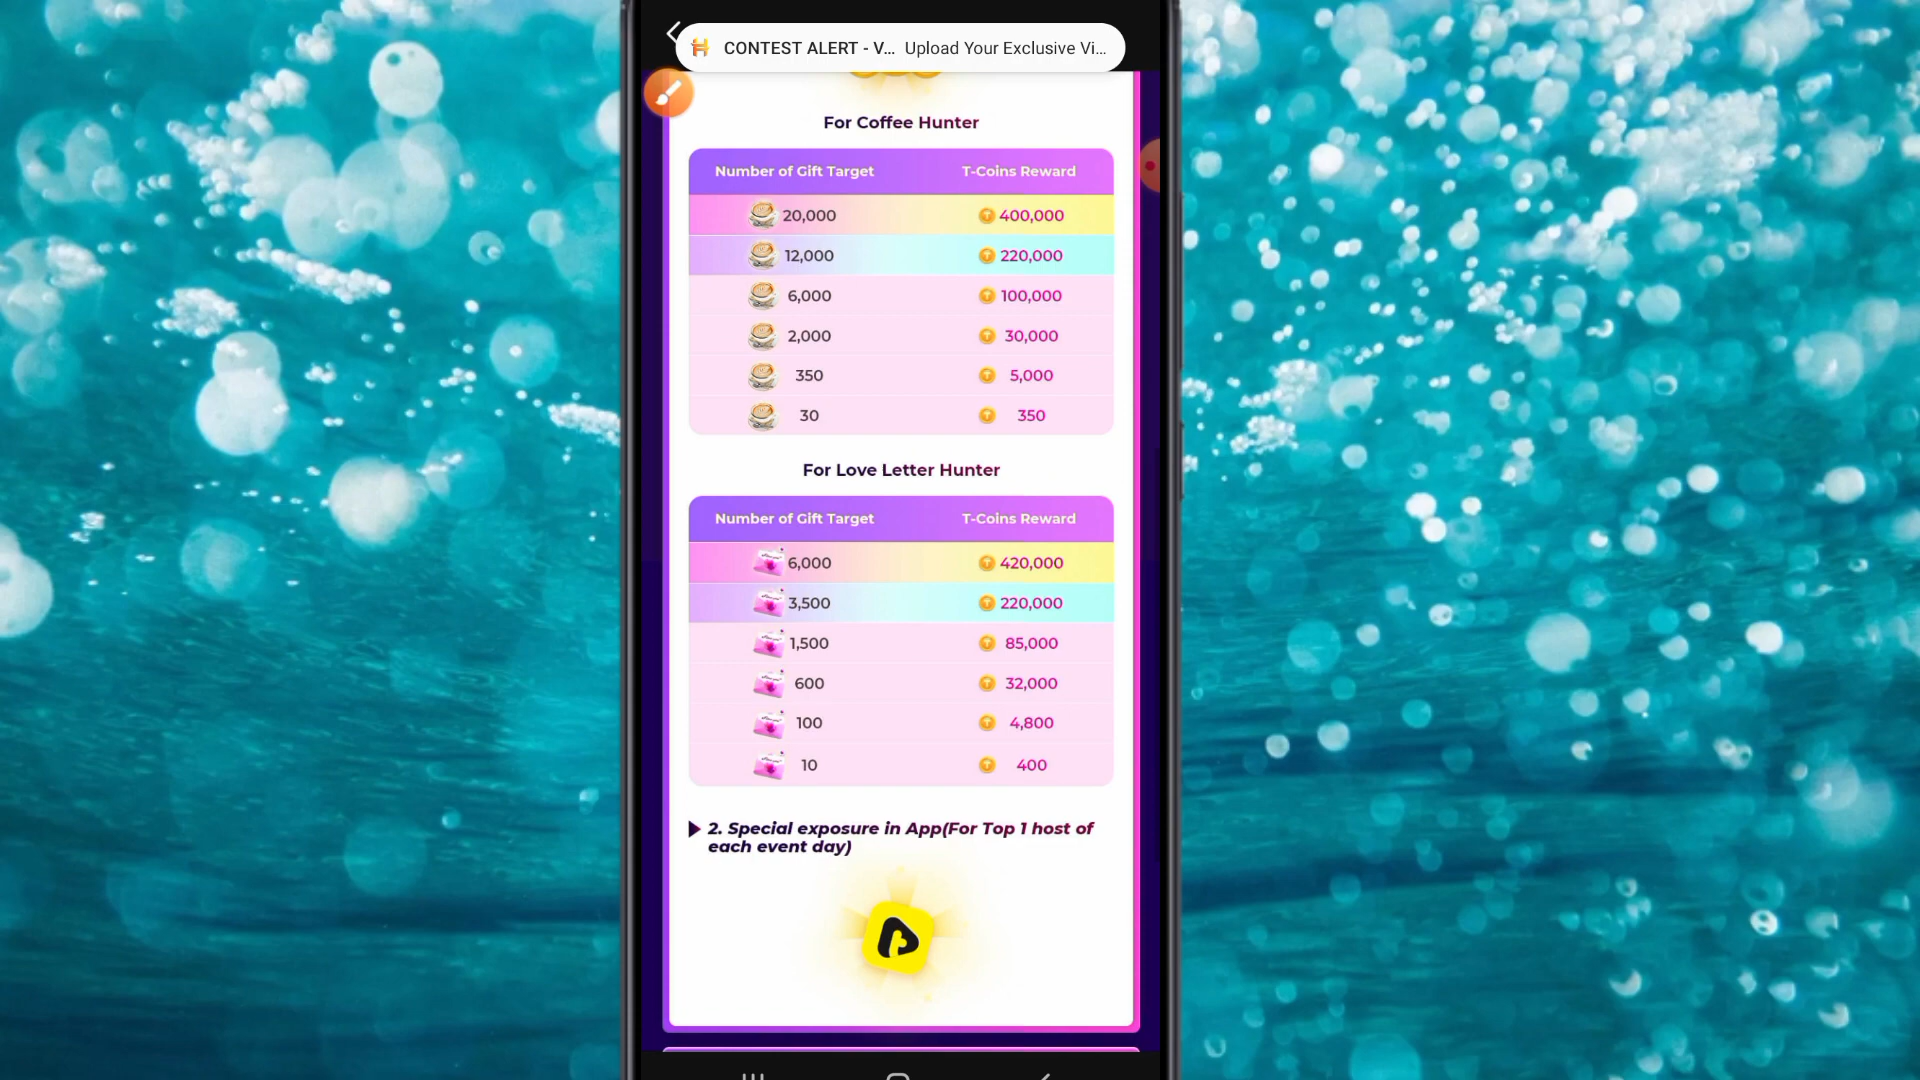 CONTEST ALERT - V... Upload Your Exclusive Vi...
For Coffee Hunter
Number of Gift Target T-Coins Reward
20,000 400,000
12,000 220,000
6,000 100,000
2,000 30,000
350 5,000
30 350
For Love Letter Hunter
Number of Gift Target T-Coins Reward
6,000 420,000
3,500 220,000
1,500 85,000
600 32,000
100 4,800
10 400
2. Special exposure in App(For Top 1 host of
each event day)